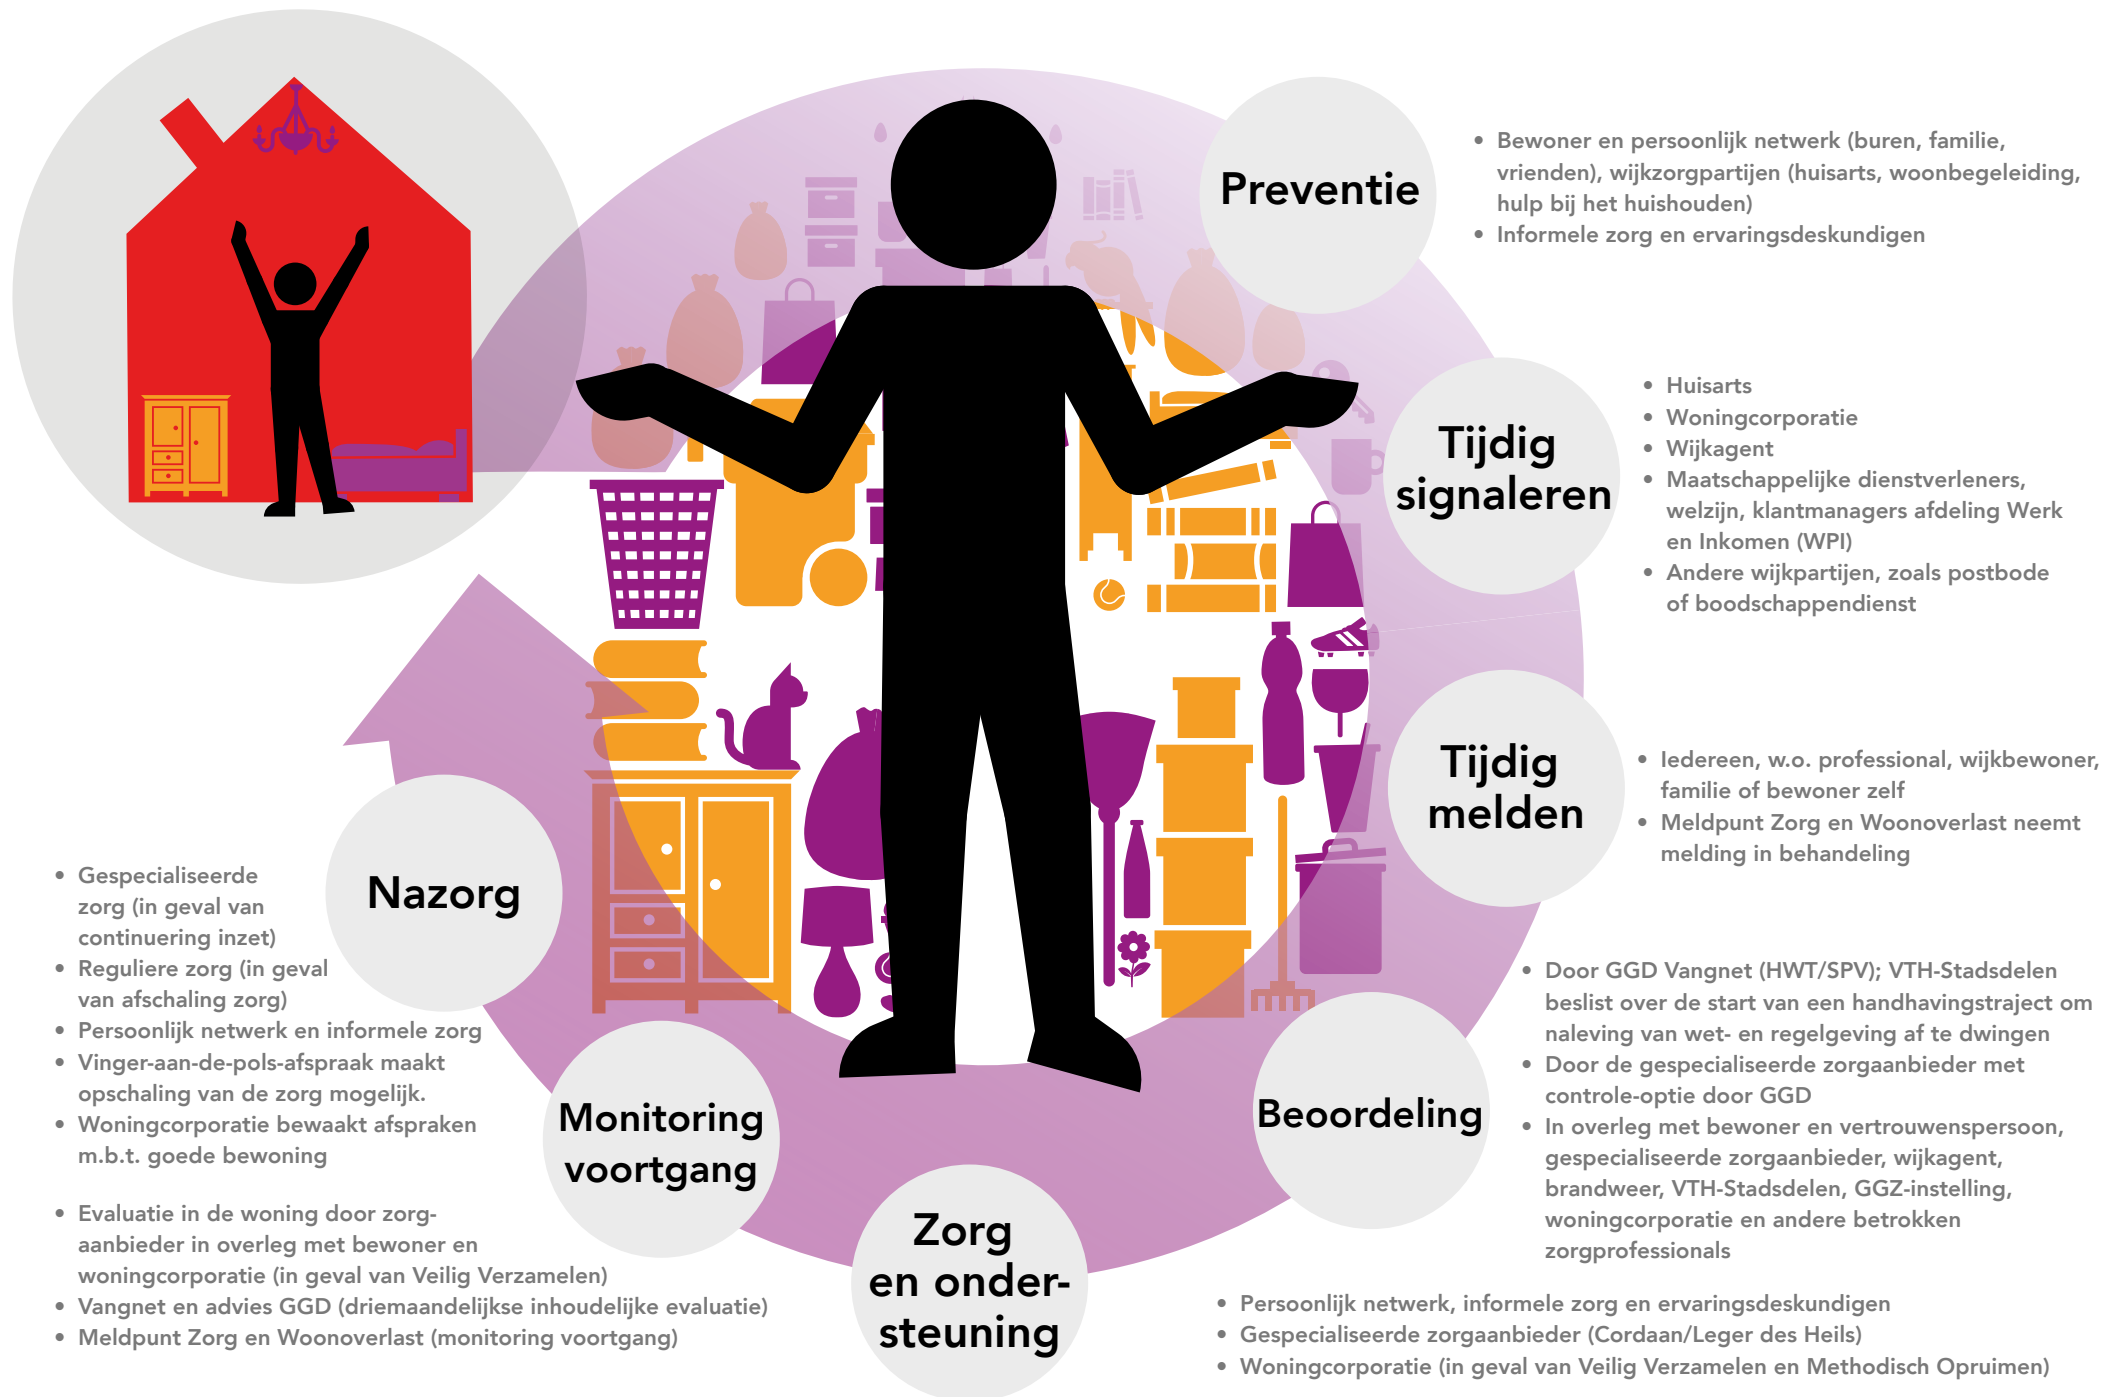 Preventie
• Bewoner en persoonlijk netwerk (buren, familie,
vrienden), wijkzorgpartijen (huisarts, woonbegeleiding,
hulp bij het huishouden)
• Informele zorg en ervaringsdeskundigen
Tijdig
signaleren
• Huisarts
• Woningcorporatie
• Wijkagent
• Maatschappelijke dienstverleners,
welzijn, klantmanagers afdeling Werk
en Inkomen (WPI)
• Andere wijkpartijen, zoals postbode
of boodschappendienst
Tijdig
melden
• Iedereen, w.o. professional, wijkbewoner,
familie of bewoner zelf
• Meldpunt Zorg en Woonoverlast neemt
melding in behandeling
Beoordeling
• Door GGD Vangnet (HWT/SPV); VTH-Stadsdelen
beslist over de start van een handhavingstraject om
naleving van wet- en regelgeving af te dwingen
• Door de gespecialiseerde zorgaanbieder met
controle-optie door GGD
• In overleg met bewoner en vertrouwenspersoon,
gespecialiseerde zorgaanbieder, wijkagent,
brandweer, VTH-Stadsdelen, GGZ-instelling,
woningcorporatie en andere betrokken
zorgprofessionals
Zorg
en onder-
steuning
• Persoonlijk netwerk, informele zorg en ervaringsdeskundigen
• Gespecialiseerde zorgaanbieder (Cordaan/Leger des Heils)
• Woningcorporatie (in geval van Veilig Verzamelen en Methodisch Opruimen)
Monitoring
voortgang
• Evaluatie in de woning door zorg-
aanbieder in overleg met bewoner en
woningcorporatie (in geval van Veilig Verzamelen)
• Vangnet en advies GGD (driemaandelijkse inhoudelijke evaluatie)
• Meldpunt Zorg en Woonoverlast (monitoring voortgang)
Nazorg
• Gespecialiseerde
zorg (in geval van
continuering inzet)
• Reguliere zorg (in geval
van afschaling zorg)
• Persoonlijk netwerk en informele zorg
• Vinger-aan-de-pols-afspraak maakt
opschaling van de zorg mogelijk.
• Woningcorporatie bewaakt afspraken
m.b.t. goede bewoning